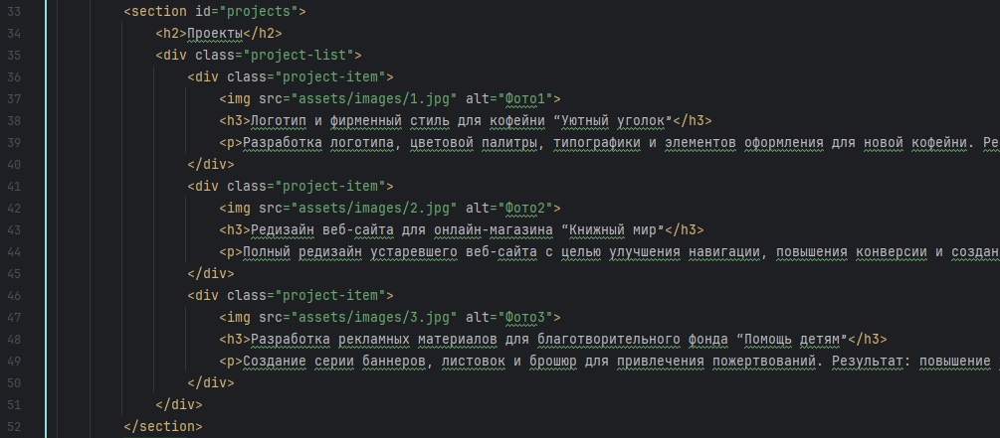 33 <section id="projects">
34 <h2>Проекты</h2>
35 <div class="project-list">
36 <div class="project-item">
37 <img src="assets/images/1.jpg" alt="Фото1">
38 <h3>Логотип и фирменный стиль для кофейни “Уютный уголок”</h3>
39 <p>Разработка логотипа, цветовой палитры, типографики и элементов оформления для новой кофейни. Ре
40 </div>
41 <div class="project-item">
42 <img src="assets/images/2.jpg" alt="Фото2">
43 <h3>Редизайн веб-сайта для онлайн-магазина “Книжный мир”</h3>
44 <p>Полный редизайн устаревшего веб-сайта с целью улучшения навигации, повышения конверсии и создан
45 </div>
46 <div class="project-item">
47 <img src="assets/images/3.jpg" alt="Фото3">
48 <h3>Разработка рекламных материалов для благотворительного фонда “Помощь детям”</h3>
49 <p>Создание серии баннеров, листовок и брошюр для привлечения пожертвований. Результат: повышение
50 </div>
51 </div>
52 </section>